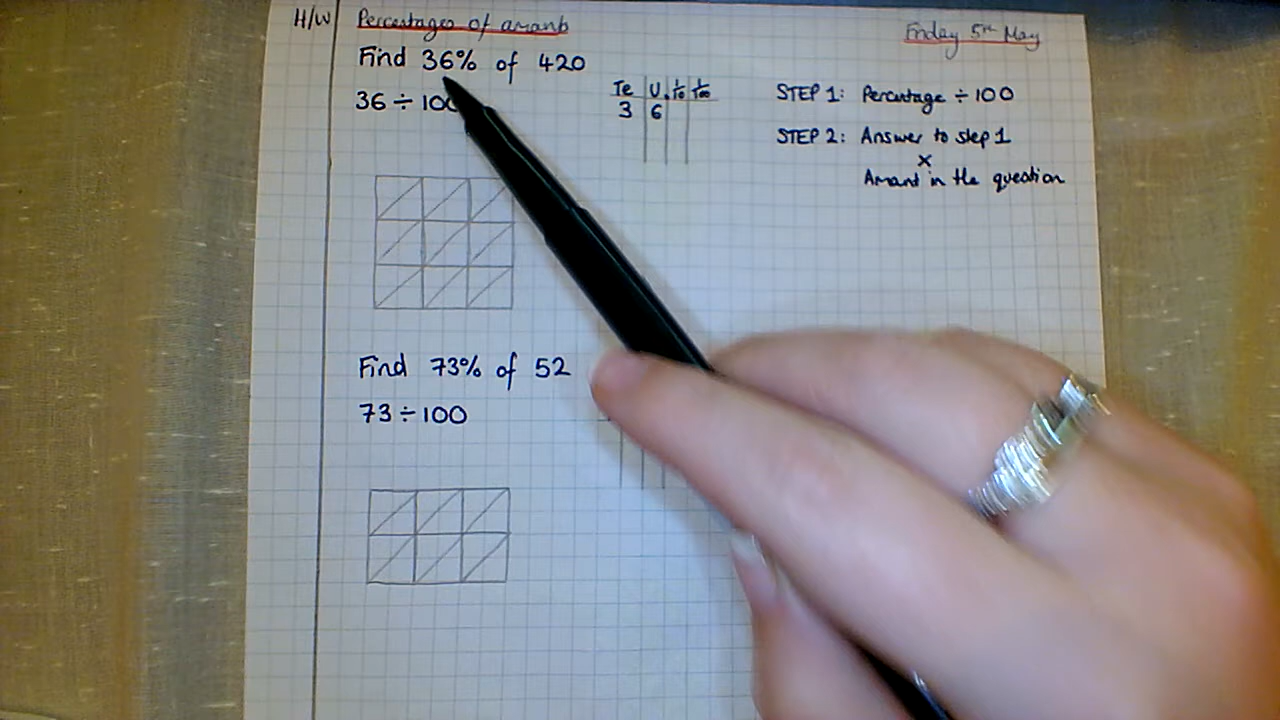 H/W
Percentages of amounts
Friday 5th May
Find 36% of 420
36 ÷ 100
Te U . 1/10 1/100
3 6
STEP 1: Percentage ÷ 100
STEP 2: Answer to step 1
×
Amount in the question
Find 73% of 52
73 ÷ 100